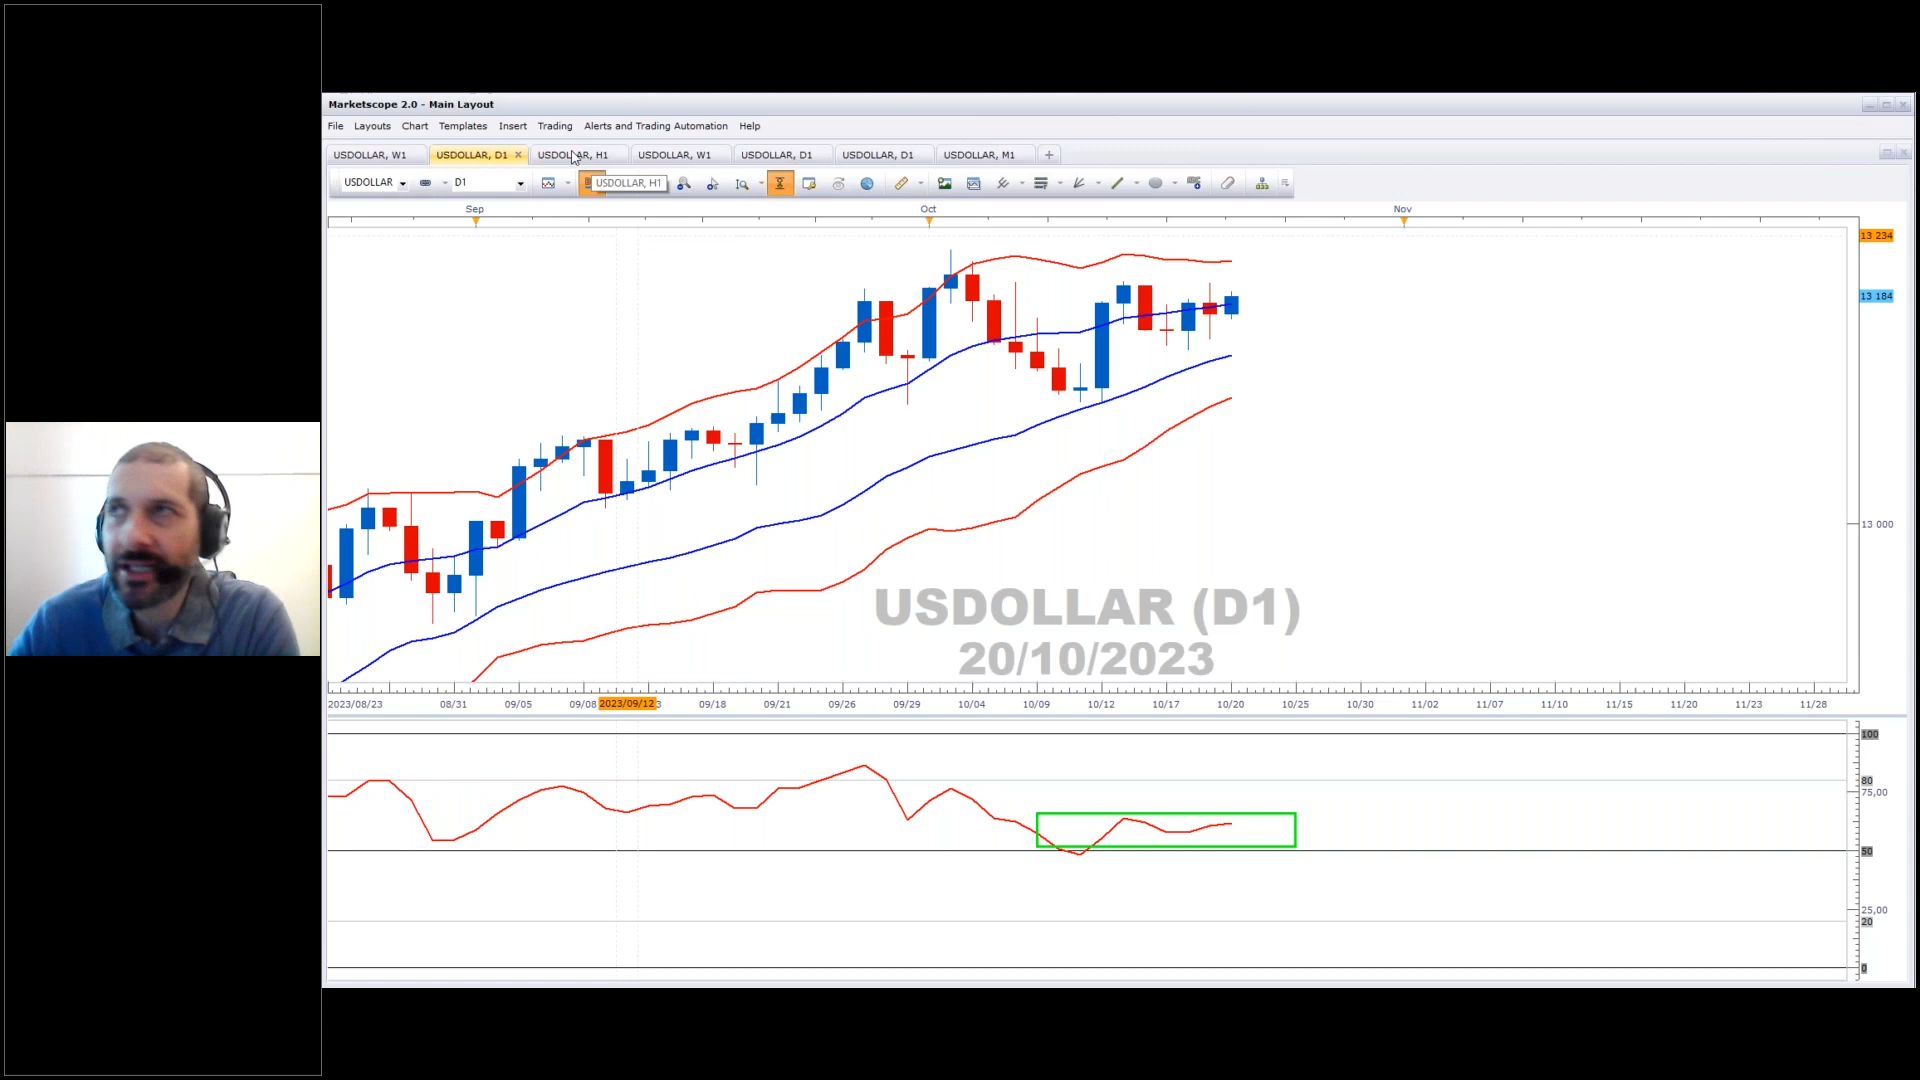 Marketscope 2.0 - Main Layout
File Layouts Chart Templates Insert Trading Alerts and Trading Automation Help
USDOLLAR, W1 USDOLLAR, D1 USDOLLAR, H1 USDOLLAR, W1 USDOLLAR, D1 USDOLLAR, D1 USDOLLAR, M1
USDOLLAR D1 USDOLLAR, H1
Sep Oct Nov
13 234
13 184
13 000
USDOLLAR (D1)
20/10/2023
2023/08/23 08/31 09/05 09/08 2023/09/12 3 09/18 09/21 09/26 09/29 10/04 10/09 10/12 10/17 10/20 10/25 10/30 11/02 11/07 11/10 11/15 11/20 11/23 11/28
100
80
75,00
50
25,00
20
0